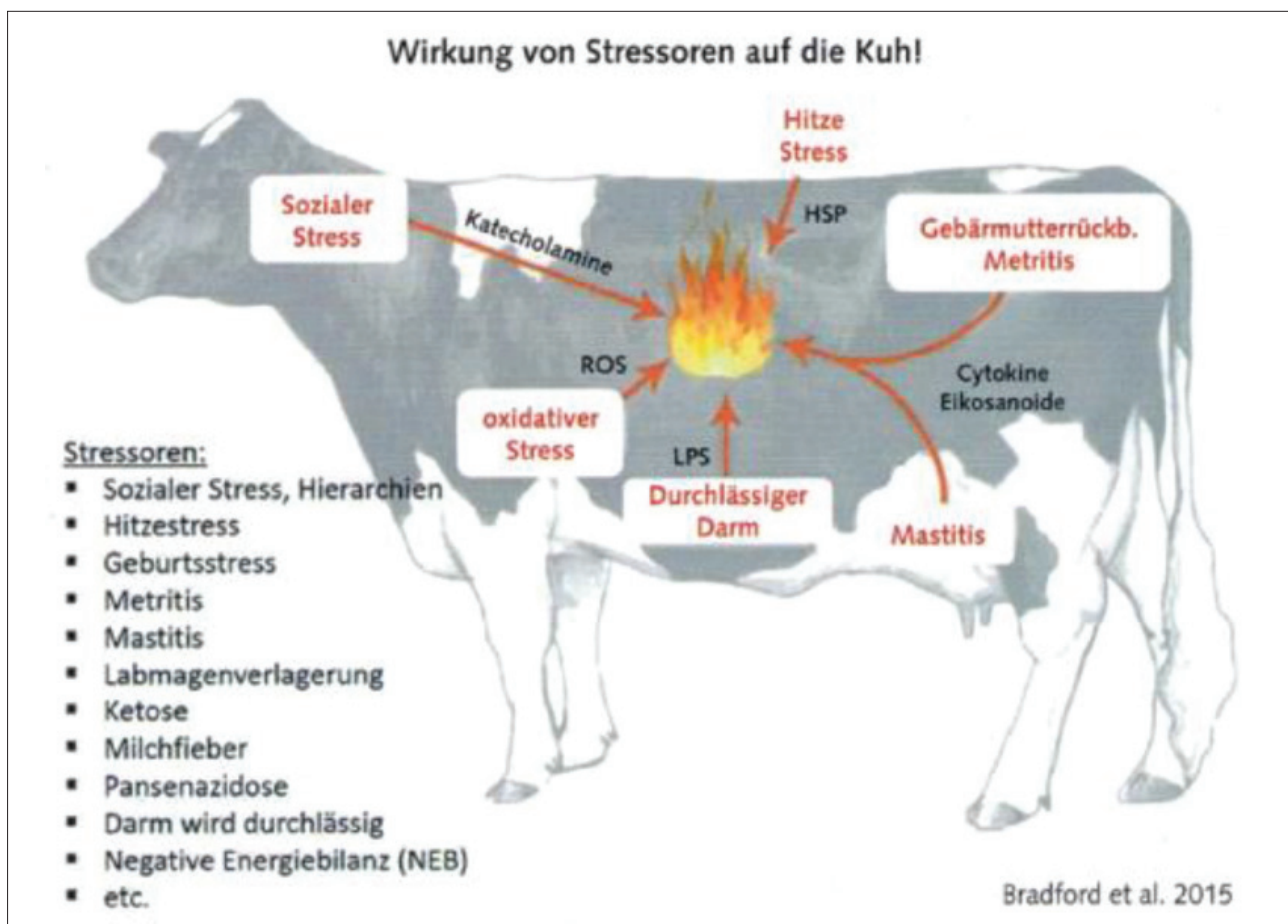 Wirkung von Stressoren auf die Kuh!
Hitze
Stress
HSP
Sozialer
Stress
Katecholamine
Gebärmutterrückb.
Metritis
ROS
oxidativer
Stress
Cytokine
Eikosanoide
LPS
Durchlässiger
Darm
Mastitis
Stressoren:
▪ Sozialer Stress, Hierarchien
▪ Hitzestress
▪ Geburtsstress
▪ Metritis
▪ Mastitis
▪ Labmagenverlagerung
▪ Ketose
▪ Milchfieber
▪ Pansenazidose
▪ Darm wird durchlässig
▪ Negative Energiebilanz (NEB)
▪ etc.
Bradford et al. 2015